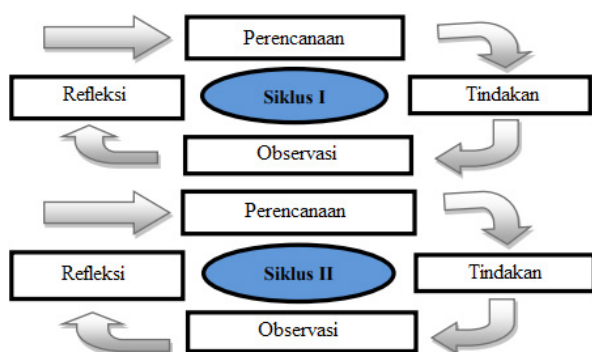 Perencanaan
Refleksi
Siklus I
Tindakan
Observasi
Perencanaan
Refleksi
Siklus II
Tindakan
Observasi